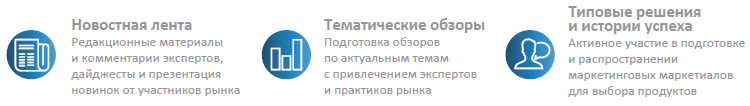 Новостная лента
Редакционные материалы
и комментарии экспертов,
дайджесты и презентация
новинок от участников рынка
Тематические обзоры
Подготовка обзоров
по актуальным темам
с привлечением экспертов
и практиков рынка
Типовые решения
и истории успеха
Активное участие в подготовке
и распространении
маркетинговых маркетиалов
для выбора продуктов